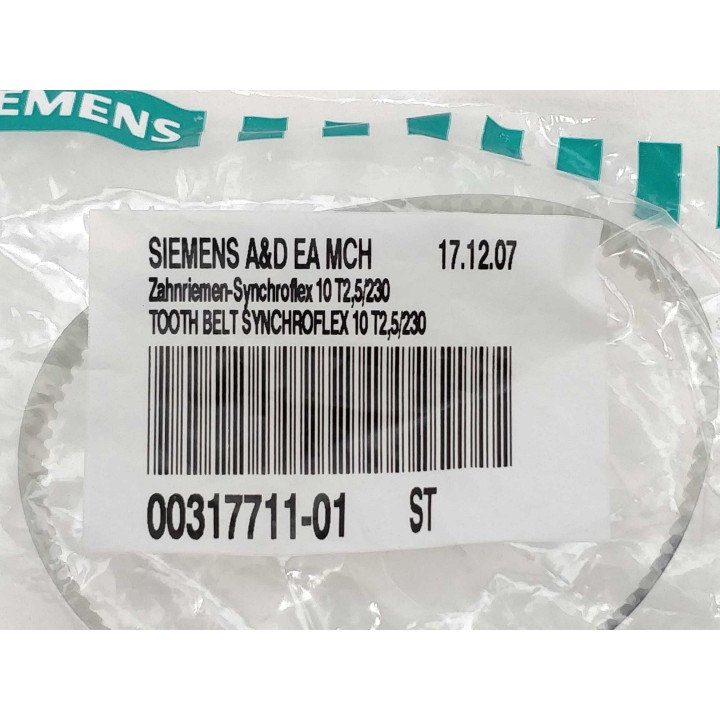 IEMENS
SIEMENS A&D EA MCH 17.12.07
Zahnriemen-Synchroflex 10 T2,5/230
TOOTH BELT SYNCHROFLEX 10 T2,5/230
00317711-01 ST